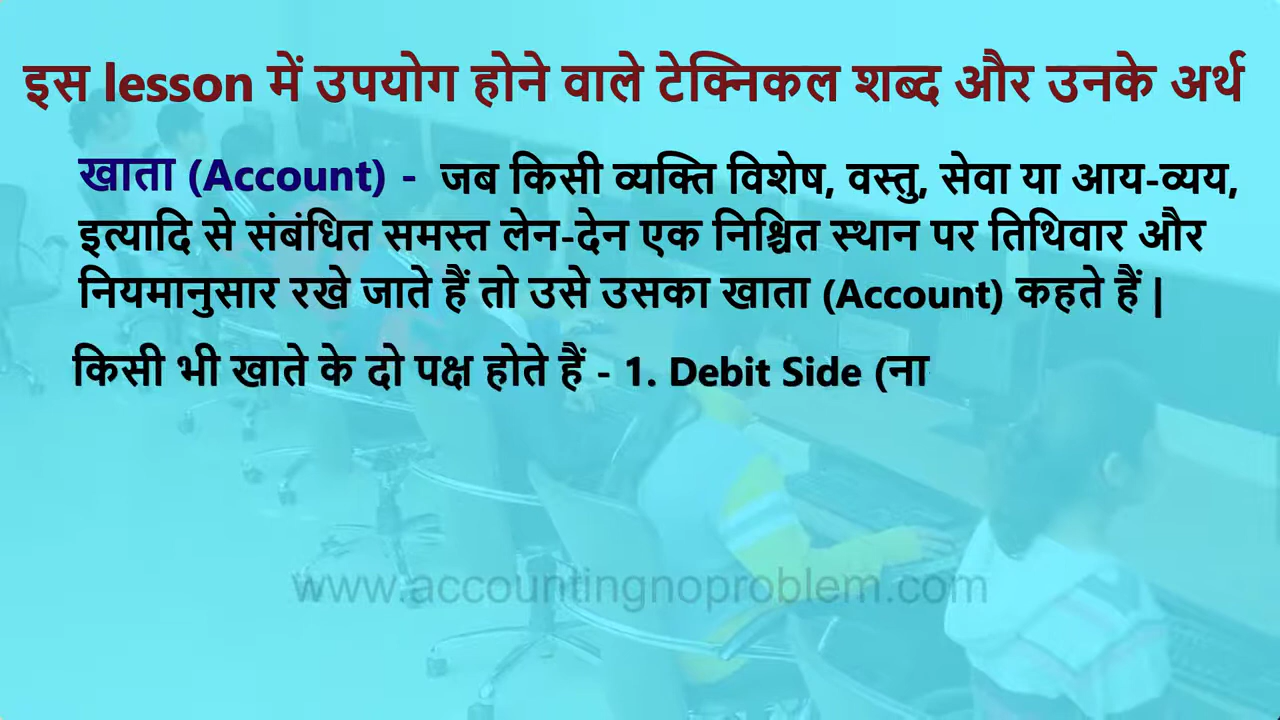 इस lesson में उपयोग होने वाले टेक्निकल शब्द और उनके अर्थ
खाता (Account) - जब किसी व्यक्ति विशेष, वस्तु, सेवा या आय-व्यय,
इत्यादि से संबंधित समस्त लेन-देन एक निश्चित स्थान पर तिथिवार और
नियमानुसार रखे जाते हैं तो उसे उसका खाता (Account) कहते हैं |
किसी भी खाते के दो पक्ष होते हैं - 1. Debit Side (ना
www.accountingnoproblem.com